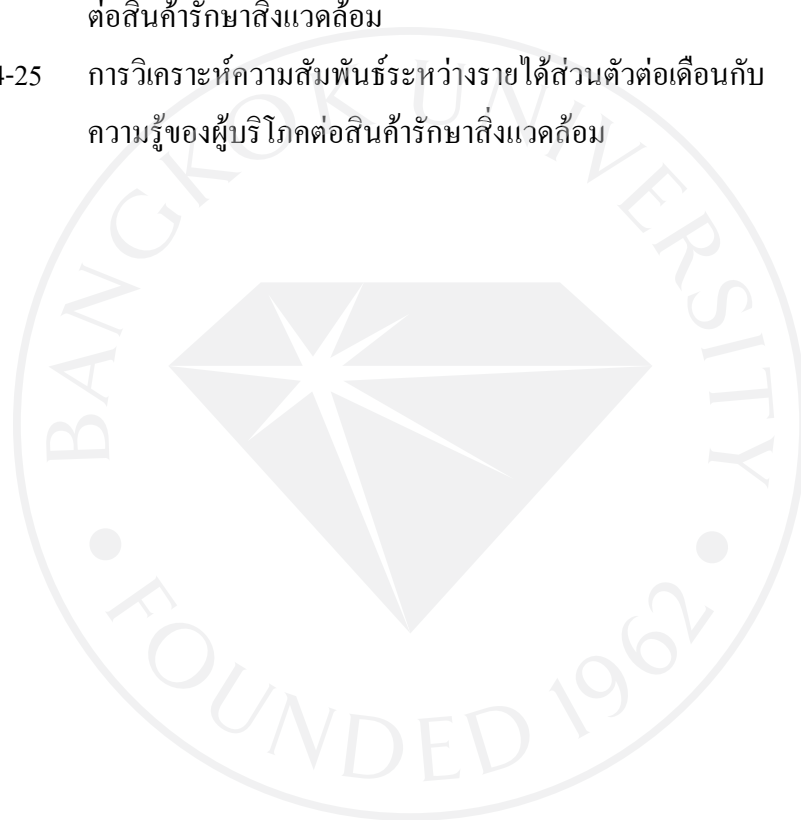 ต่อสินค้ารักษาสิ่งแวดล้อม
4-25 การวิเคราะห์ความสัมพันธ์ระหว่างรายได้ส่วนตัวต่อเดือนกับ
ความรู้ของผู้บริโภคต่อสินค้ารักษาสิ่งแวดล้อม
BANGKOK UNIVERSITY
FOUNDED 1962